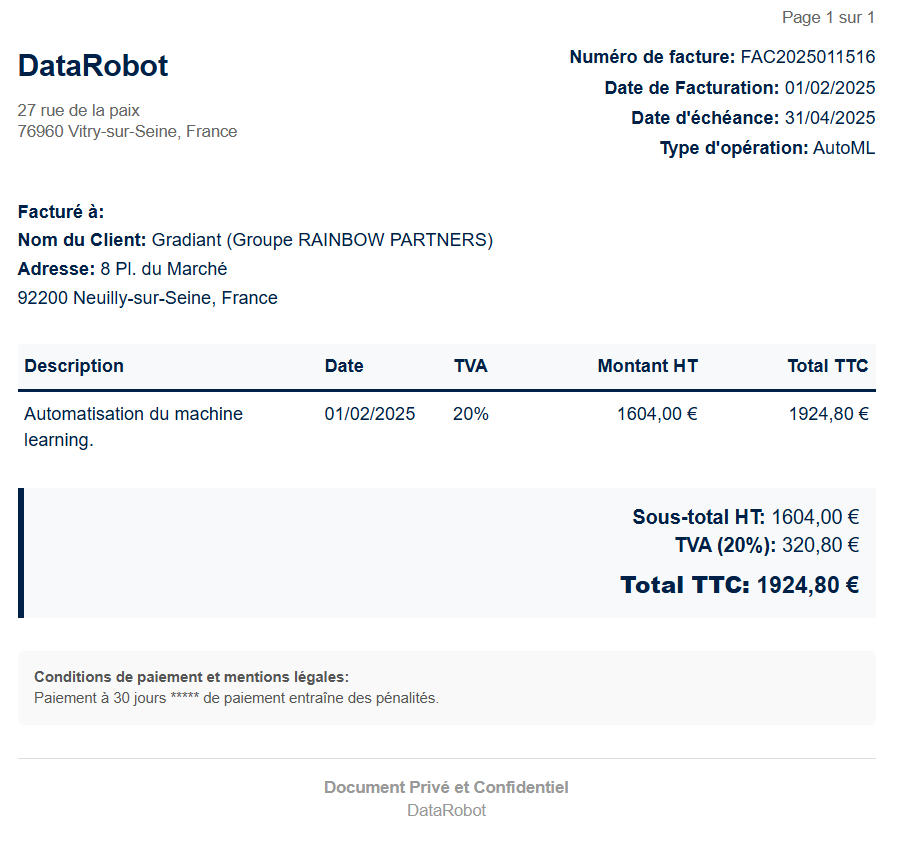 Page 1 sur 1
DataRobot
27 rue de la paix
76960 Vitry-sur-Seine, France
Numéro de facture: FAC2025011516
Date de Facturation: 01/02/2025
Date d'échéance: 31/04/2025
Type d'opération: AutoML
Facturé à:
Nom du Client: Gradiant (Groupe RAINBOW PARTNERS)
Adresse: 8 Pl. du Marché
92200 Neuilly-sur-Seine, France
Description Date TVA Montant HT Total TTC
Automatisation du machine 01/02/2025 20% 1604,00 € 1924,80 €
learning.
Sous-total HT: 1604,00 €
TVA (20%): 320,80 €
Total TTC: 1924,80 €
Conditions de paiement et mentions légales:
Paiement à 30 jours ***** de paiement entraîne des pénalités.
Document Privé et Confidentiel
DataRobot